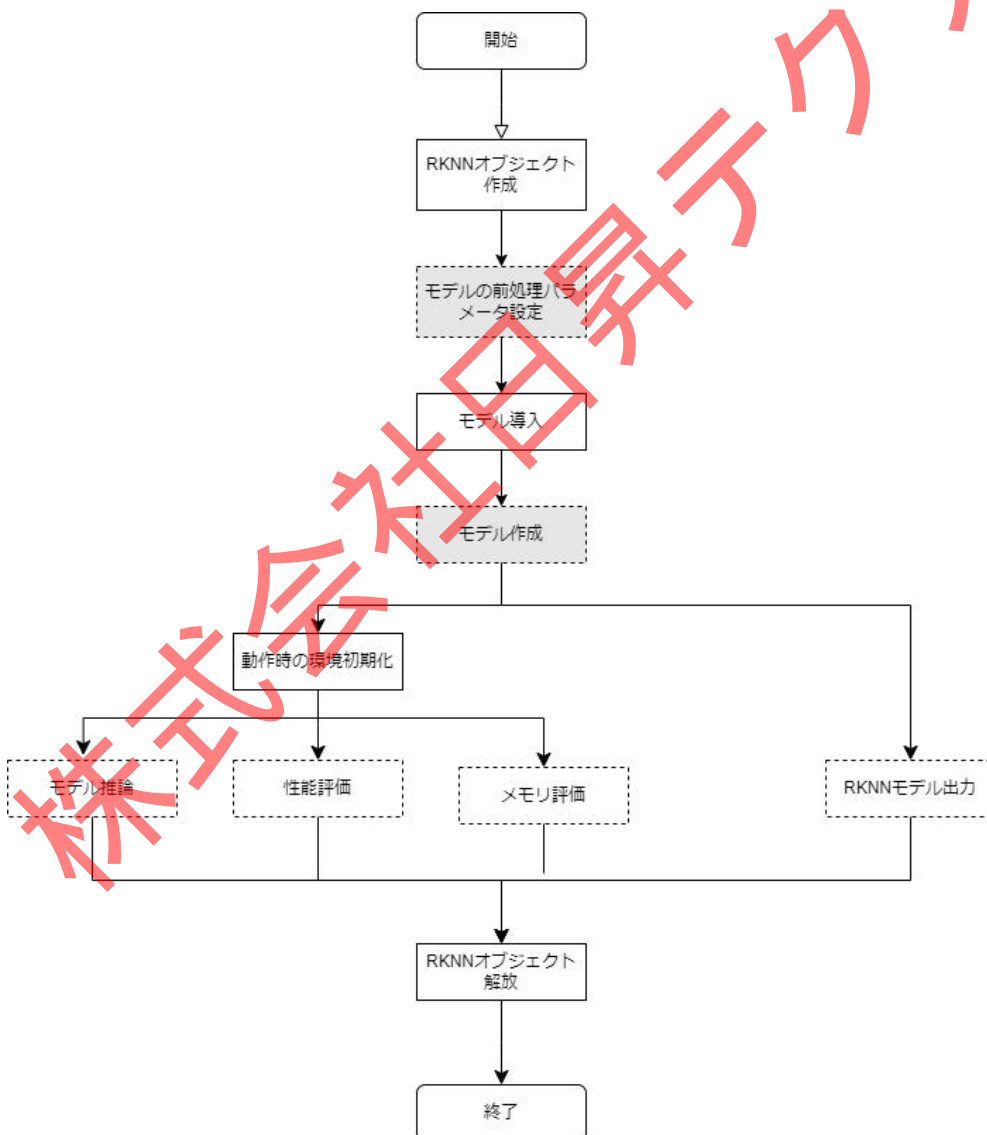 開始
RKNNオブジェクト
作成
モデルの前処理パラ
メータ設定
モデル導入
モデル作成
動作時の環境初期化
モデル推論
性能評価
メモリ評価
RKNNモデル出力
RKNNオブジェクト
解放
終了
株式会社日昇テク